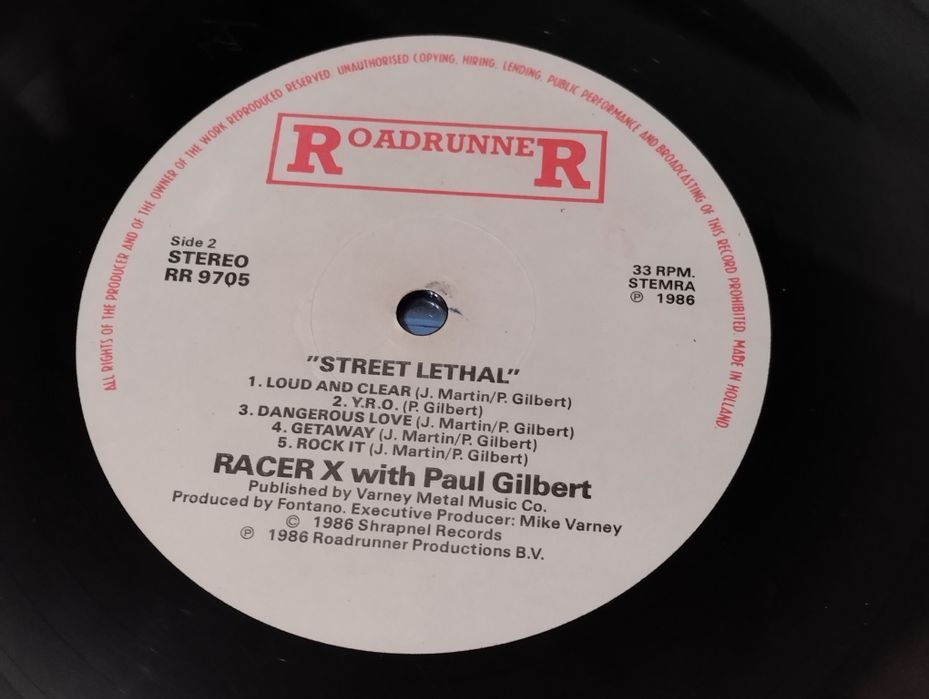 ALL RIGHTS OF THE PRODUCER AND OF THE OWNER OF THE WORK REPRODUCED RESERVED. UNAUTHORISED COPYING, HIRING, LENDING, PUBLIC PERFORMANCE AND BROADCASTING OF THIS RECORD PROHIBITED. MADE IN HOLLAND.
ROADRUNNER
Side 2
STEREO
RR 9705
33 RPM.
STEMRA
℗ 1986
"STREET LETHAL"
1. LOUD AND CLEAR (J. Martin/P. Gilbert)
2. Y.R.O. (P. Gilbert)
3. DANGEROUS LOVE (J. Martin/P. Gilbert)
4. GETAWAY (J. Martin/P. Gilbert)
5. ROCK IT (J. Martin/P. Gilbert)
RACER X with Paul Gilbert
Published by Varney Metal Music Co.
Produced by Fontano. Executive Producer: Mike Varney
© 1986 Shrapnel Records
℗ 1986 Roadrunner Productions B.V.